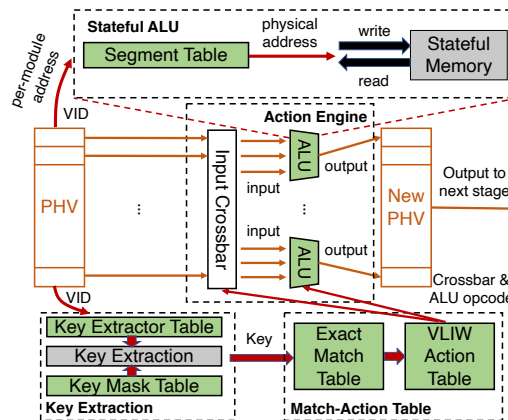 Stateful ALU
per-module
address
Segment Table
physical
address
write
read
Stateful
Memory
VID
Action Engine
PHV
Input Crossbar
ALU
input
output
...
...
input
ALU
output
New
PHV
Output to
next stage
VID
Crossbar &
ALU opcode
Key Extractor Table
Key Extraction
Key Mask Table
Key Extraction
Key
Exact
Match
Table
VLIW
Action
Table
Match-Action Table